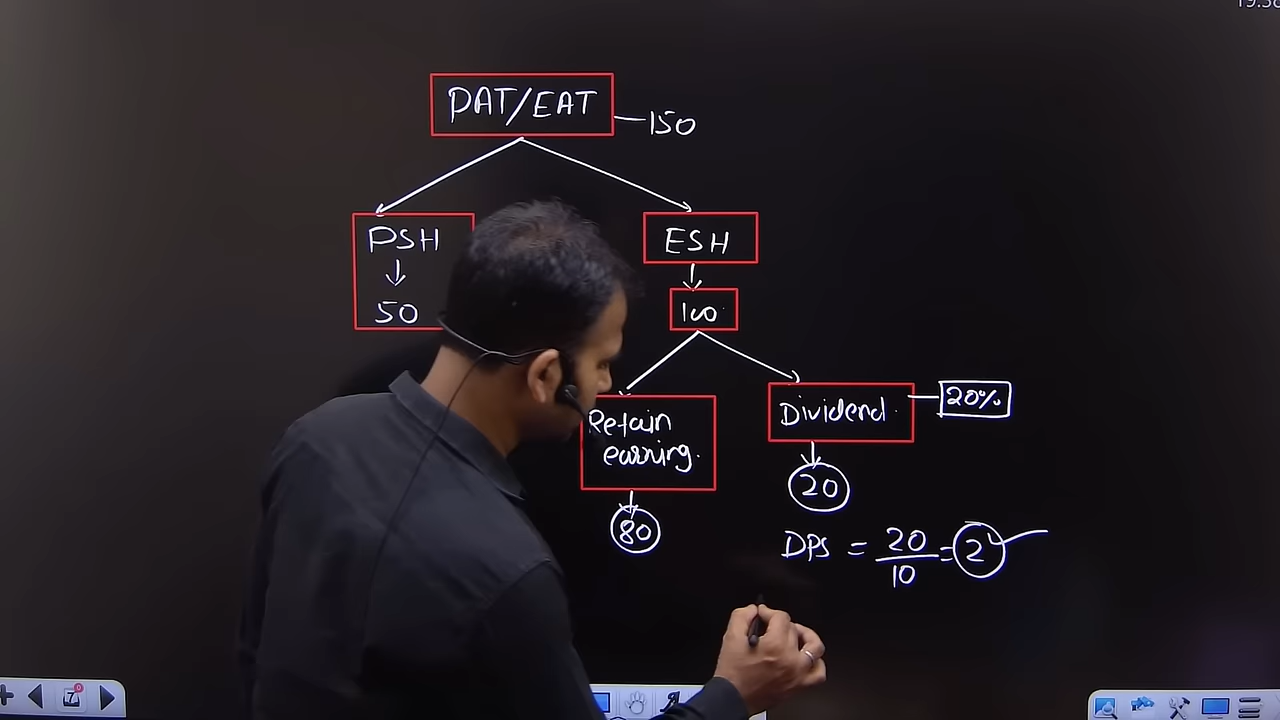 PAT/EAT
150
PSH
50
ESH
100
Retain
earning.
80
Dividend.
20%
20
DPS = 20/10 = 2